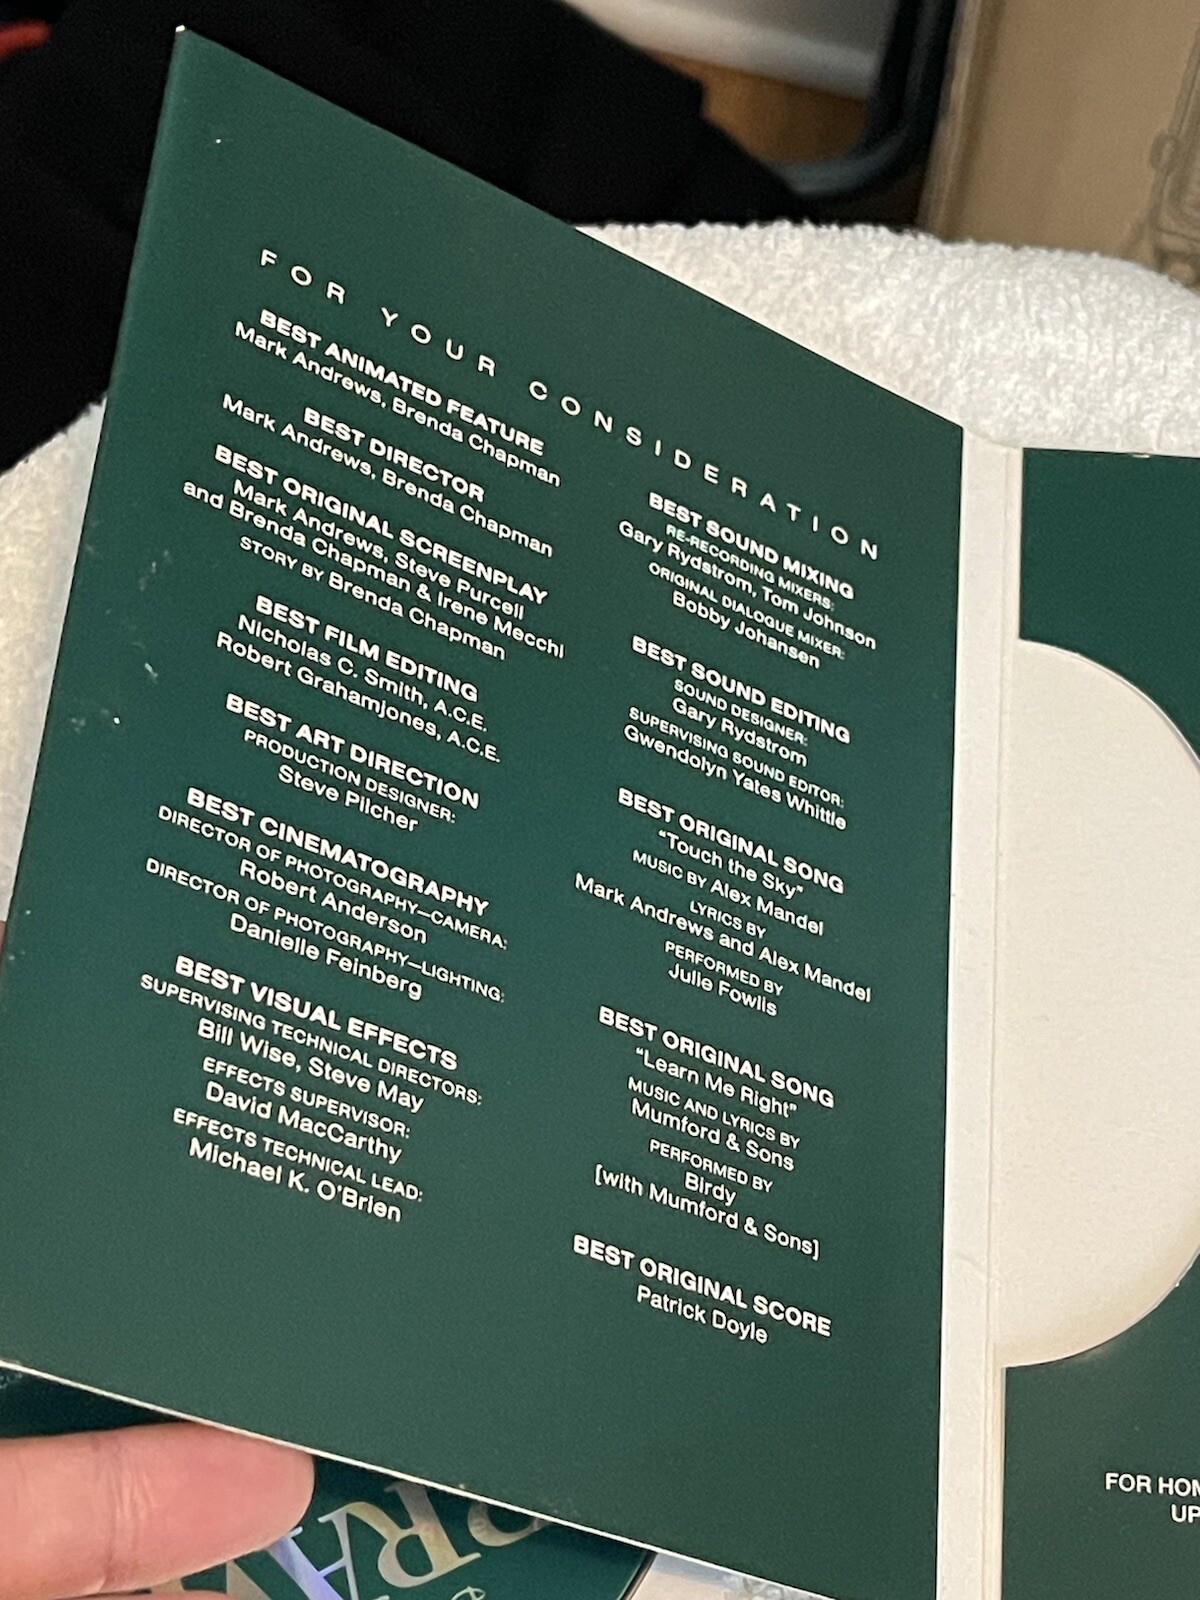 FOR YOUR CONSIDERATION
BEST ANIMATED FEATURE
Mark Andrews, Brenda Chapman
BEST DIRECTOR
Mark Andrews, Brenda Chapman
BEST ORIGINAL SCREENPLAY
Mark Andrews, Steve Purcell
and Brenda Chapman & Irene Mecchi
STORY BY Brenda Chapman
BEST FILM EDITING
Nicholas C. Smith, A.C.E.
Robert Grahamjones, A.C.E.
BEST ART DIRECTION
PRODUCTION DESIGNER:
Steve Pilcher
BEST CINEMATOGRAPHY
DIRECTOR OF PHOTOGRAPHY—CAMERA:
Robert Anderson
DIRECTOR OF PHOTOGRAPHY—LIGHTING:
Danielle Feinberg
BEST VISUAL EFFECTS
SUPERVISING TECHNICAL DIRECTORS:
Bill Wise, Steve May
EFFECTS SUPERVISOR:
David MacCarthy
EFFECTS TECHNICAL LEAD:
Michael K. O'Brien
BEST SOUND MIXING
RE-RECORDING MIXERS:
Gary Rydstrom, Tom Johnson
ORIGINAL DIALOGUE MIXER:
Bobby Johansen
BEST SOUND EDITING
SOUND DESIGNER:
Gary Rydstrom
SUPERVISING SOUND EDITOR:
Gwendolyn Yates Whittle
BEST ORIGINAL SONG
"Touch the Sky"
MUSIC BY Alex Mandel
LYRICS BY
Mark Andrews and Alex Mandel
PERFORMED BY
Julie Fowlis
BEST ORIGINAL SONG
"Learn Me Right"
MUSIC AND LYRICS BY
Mumford & Sons
PERFORMED BY
Birdy
[with Mumford & Sons]
BEST ORIGINAL SCORE
Patrick Doyle
FOR HOM
UP